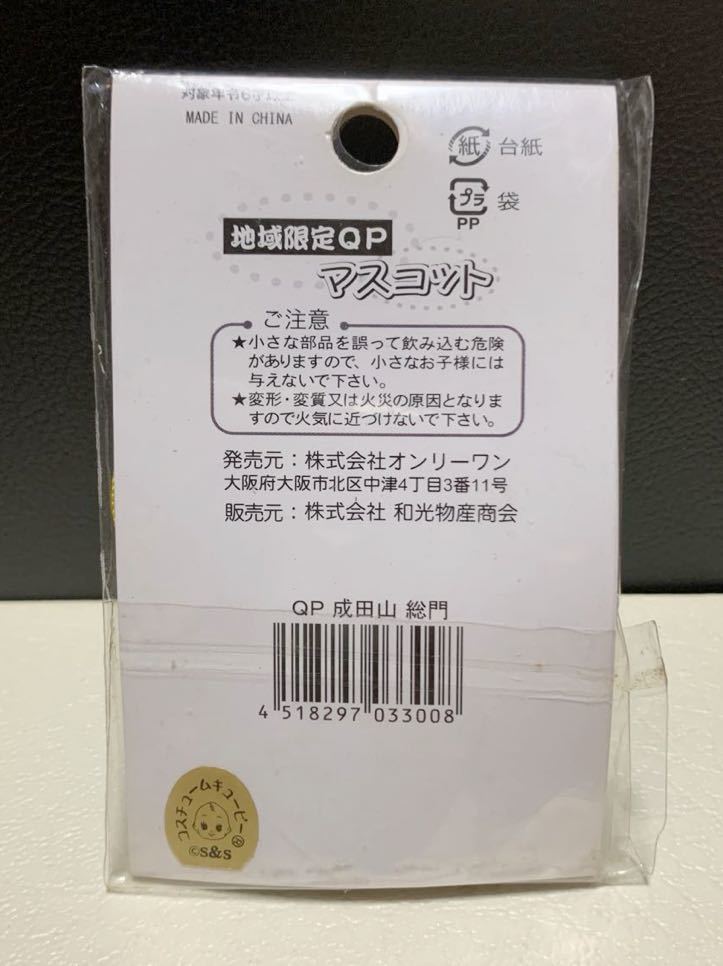 対象年令6才以上
MADE IN CHINA
紙 台紙
プラ 袋
PP
地域限定QP
マスコット
ご注意
★小さな部品を誤って飲み込む危険
がありますので、小さなお子様には
与えないで下さい。
★変形・変質又は火災の原因となりま
すので火気に近づけないで下さい。
発売元：株式会社オンリーワン
大阪府大阪市北区中津4丁目3番11号
販売元：株式会社 和光物産商会
QP 成田山 総門
4 518297 033008
コスチュームキューピー
©S&S